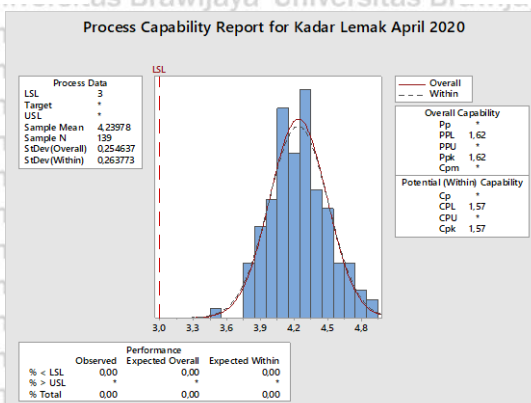 Universitas Brawijaya Universitas Brawijaya
Process Capability Report for Kadar Lemak April 2020
Process Data
LSL 3
Target *
USL *
Sample Mean 4,23978
Sample N 139
StDev(Overall) 0,254637
StDev(Within) 0,263773
LSL
Overall
Within
Overall Capability
Pp *
PPL 1,62
PPU *
Ppk 1,62
Cpm *
Potential (Within) Capability
Cp *
CPL 1,57
CPU *
Cpk 1,57
3,0 3,3 3,6 3,9 4,2 4,5 4,8
Performance
Observed Expected Overall Expected Within
% < LSL 0,00 0,00 0,00
% > USL * * *
% Total 0,00 0,00 0,00